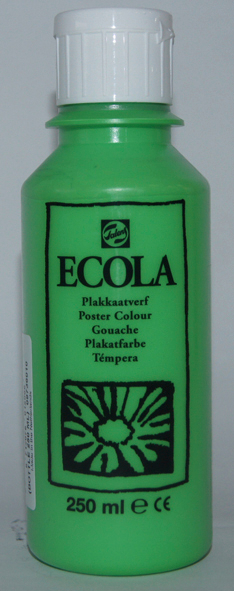 Talens
ECOLA
Plakkaatverf
Poster Colour
Gouache
Plakatfarbe
Témpera
250 ml ℮ CE